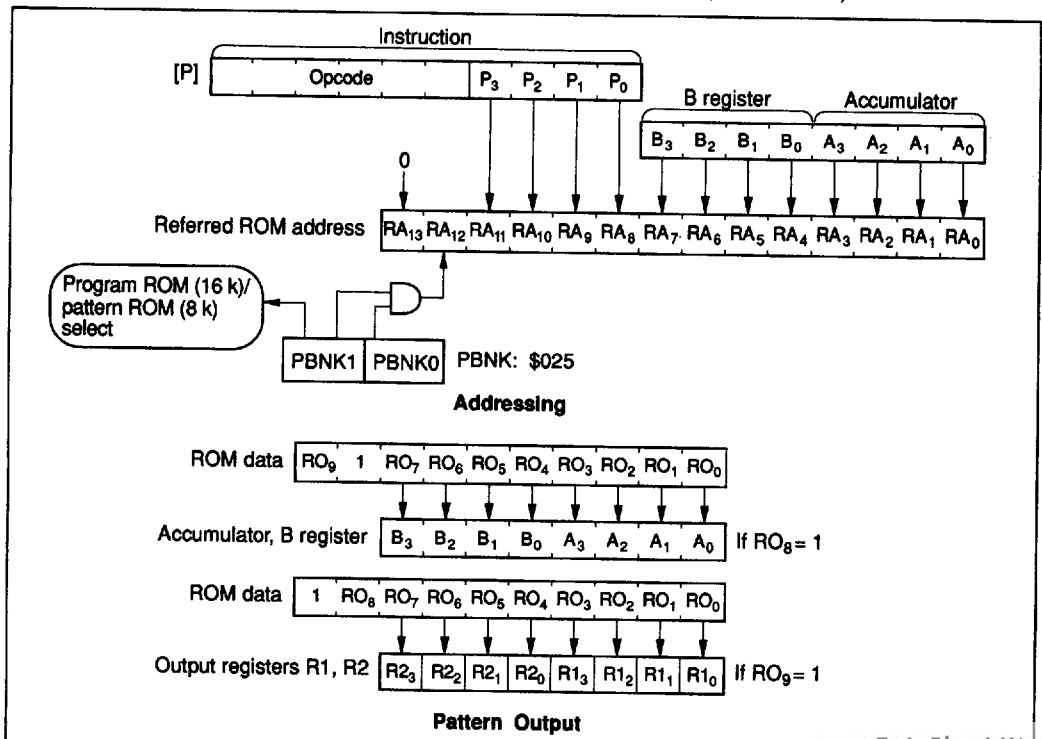 Instruction
[P] Opcode P₃ P₂ P₁ P₀
B register Accumulator
B₃ B₂ B₁ B₀ A₃ A₂ A₁ A₀
0
Referred ROM address RA₁₃ RA₁₂ RA₁₁ RA₁₀ RA₉ RA₈ RA₇ RA₆ RA₅ RA₄ RA₃ RA₂ RA₁ RA₀
Program ROM (16 k)/
pattern ROM (8 k)
select
PBNK1 PBNK0 PBNK: $025
Addressing
ROM data RO₉ 1 RO₇ RO₆ RO₅ RO₄ RO₃ RO₂ RO₁ RO₀
Accumulator, B register B₃ B₂ B₁ B₀ A₃ A₂ A₁ A₀ If RO₈ = 1
ROM data 1 RO₈ RO₇ RO₆ RO₅ RO₄ RO₃ RO₂ RO₁ RO₀
Output registers R1, R2 R2₃ R2₂ R2₁ R2₀ R1₃ R1₂ R1₁ R1₀ If RO₉ = 1
Pattern Output